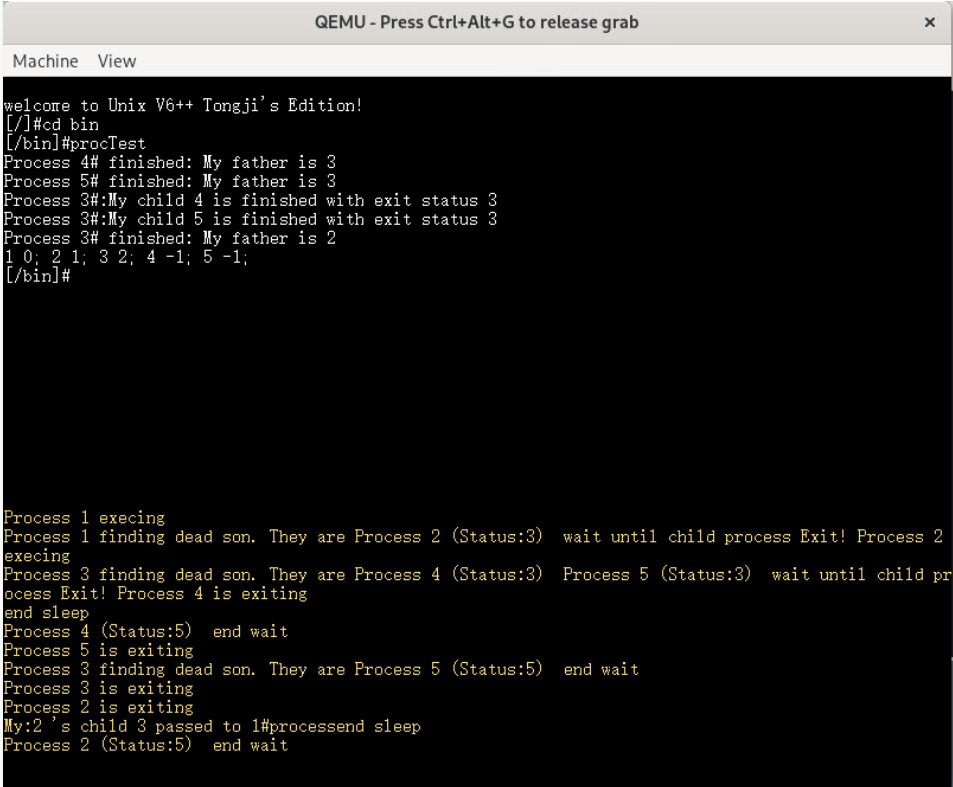 QEMU - Press Ctrl+Alt+G to release grab ×
Machine View
welcome to Unix V6++ Tongji's Edition!
[/]#cd bin
[/bin]#procTest
Process 4# finished: My father is 3
Process 5# finished: My father is 3
Process 3#:My child 4 is finished with exit status 3
Process 3#:My child 5 is finished with exit status 3
Process 3# finished: My father is 2
1 0; 2 1; 3 2; 4 -1; 5 -1;
[/bin]#
Process 1 execing
Process 1 finding dead son. They are Process 2 (Status:3)  wait until child process Exit! Process 2
execing
Process 3 finding dead son. They are Process 4 (Status:3)  Process 5 (Status:3)  wait until child pr
ocess Exit! Process 4 is exiting
end sleep
Process 4 (Status:5)  end wait
Process 5 is exiting
Process 3 finding dead son. They are Process 5 (Status:5)  end wait
Process 3 is exiting
Process 2 is exiting
My:2 's child 3 passed to 1#processend sleep
Process 2 (Status:5)  end wait